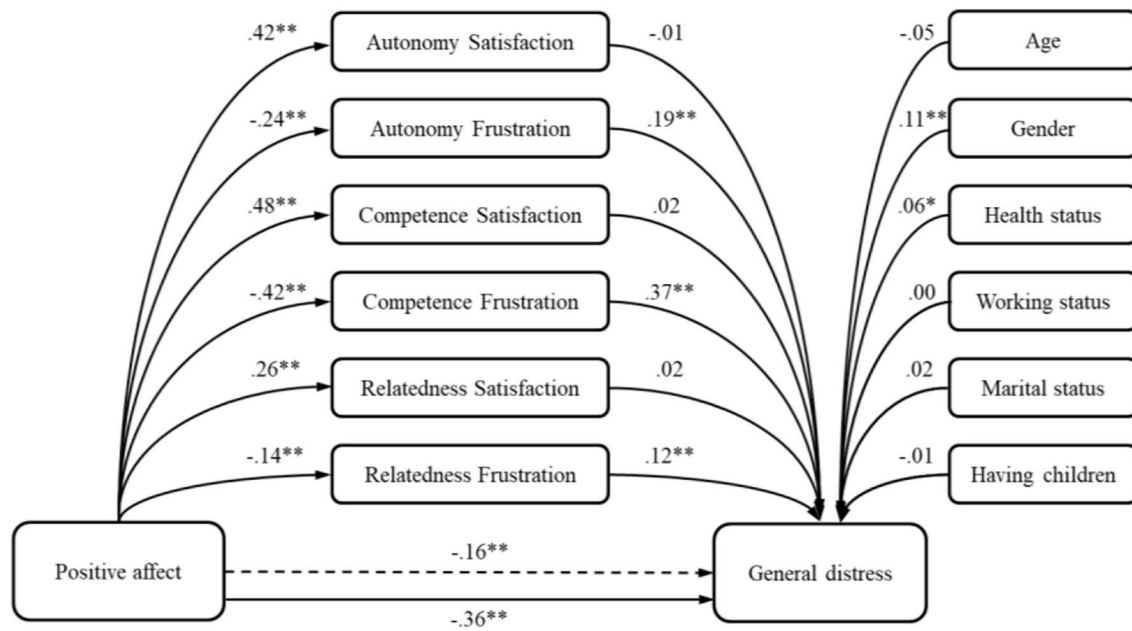 .42** Autonomy Satisfaction -.01 -.05 Age
-.24** Autonomy Frustration .19** .11** Gender
.48** Competence Satisfaction .02 .06* Health status
-.42** Competence Frustration .37** .00 Working status
.26** Relatedness Satisfaction .02 .02 Marital status
-.14** Relatedness Frustration .12** -.01 Having children
-.16**
Positive affect General distress
-.36**